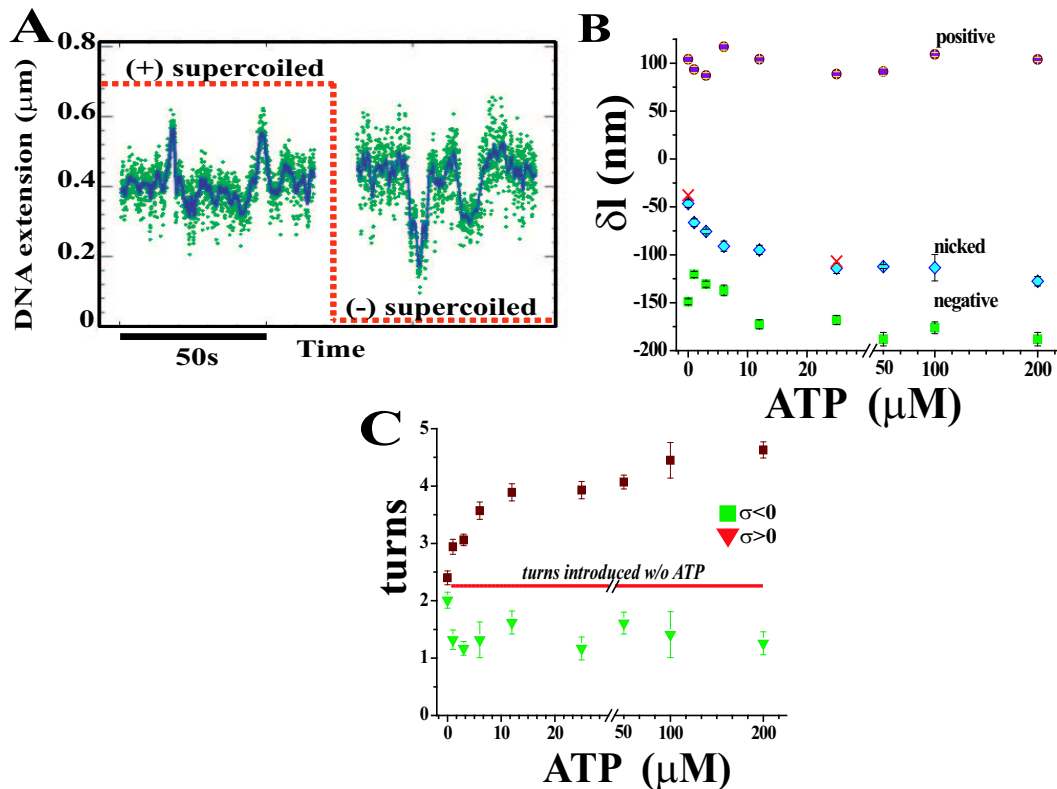 A
DNA extension (μm)
0.8
0.6
0.4
0.2
0
(+) supercoiled
(-) supercoiled
50s
Time
B
δl (nm)
100
50
0
-50
-100
-150
-200
positive
nicked
negative
0
10
20
50
100
200
ATP (μM)
C
turns
5
4
3
2
1
0
σ<0
σ>0
turns introduced w/o ATP
0
10
20
50
100
200
ATP (μM)